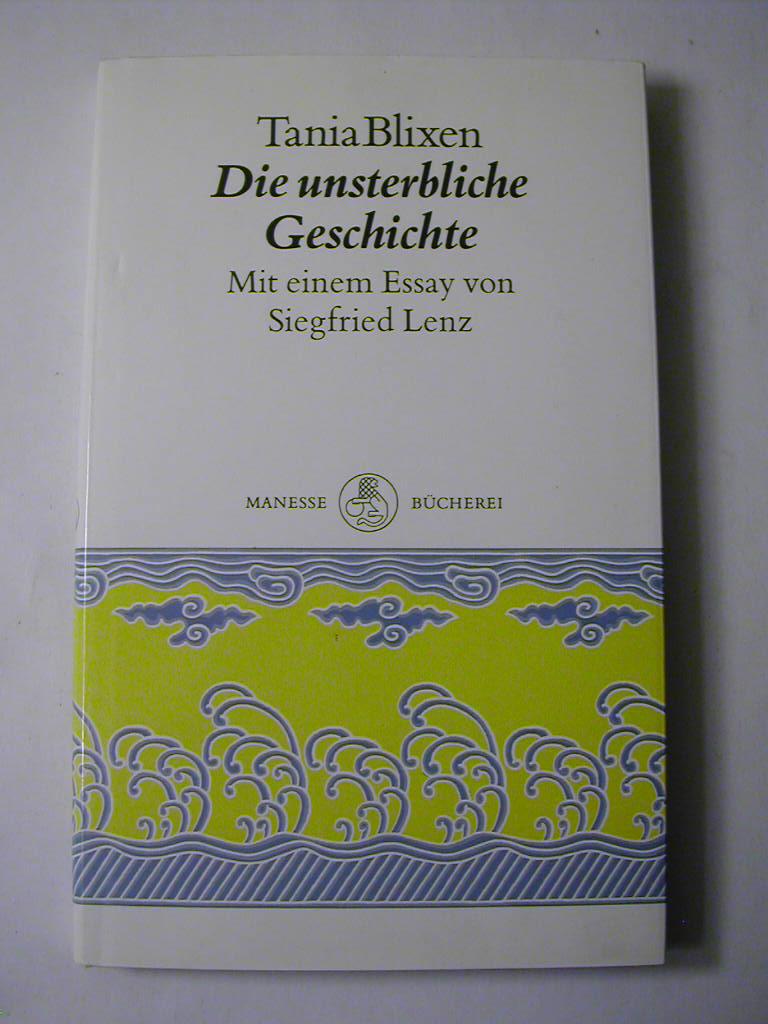 Tania Blixen
Die unsterbliche
Geschichte
Mit einem Essay von
Siegfried Lenz
MANESSE BÜCHEREI